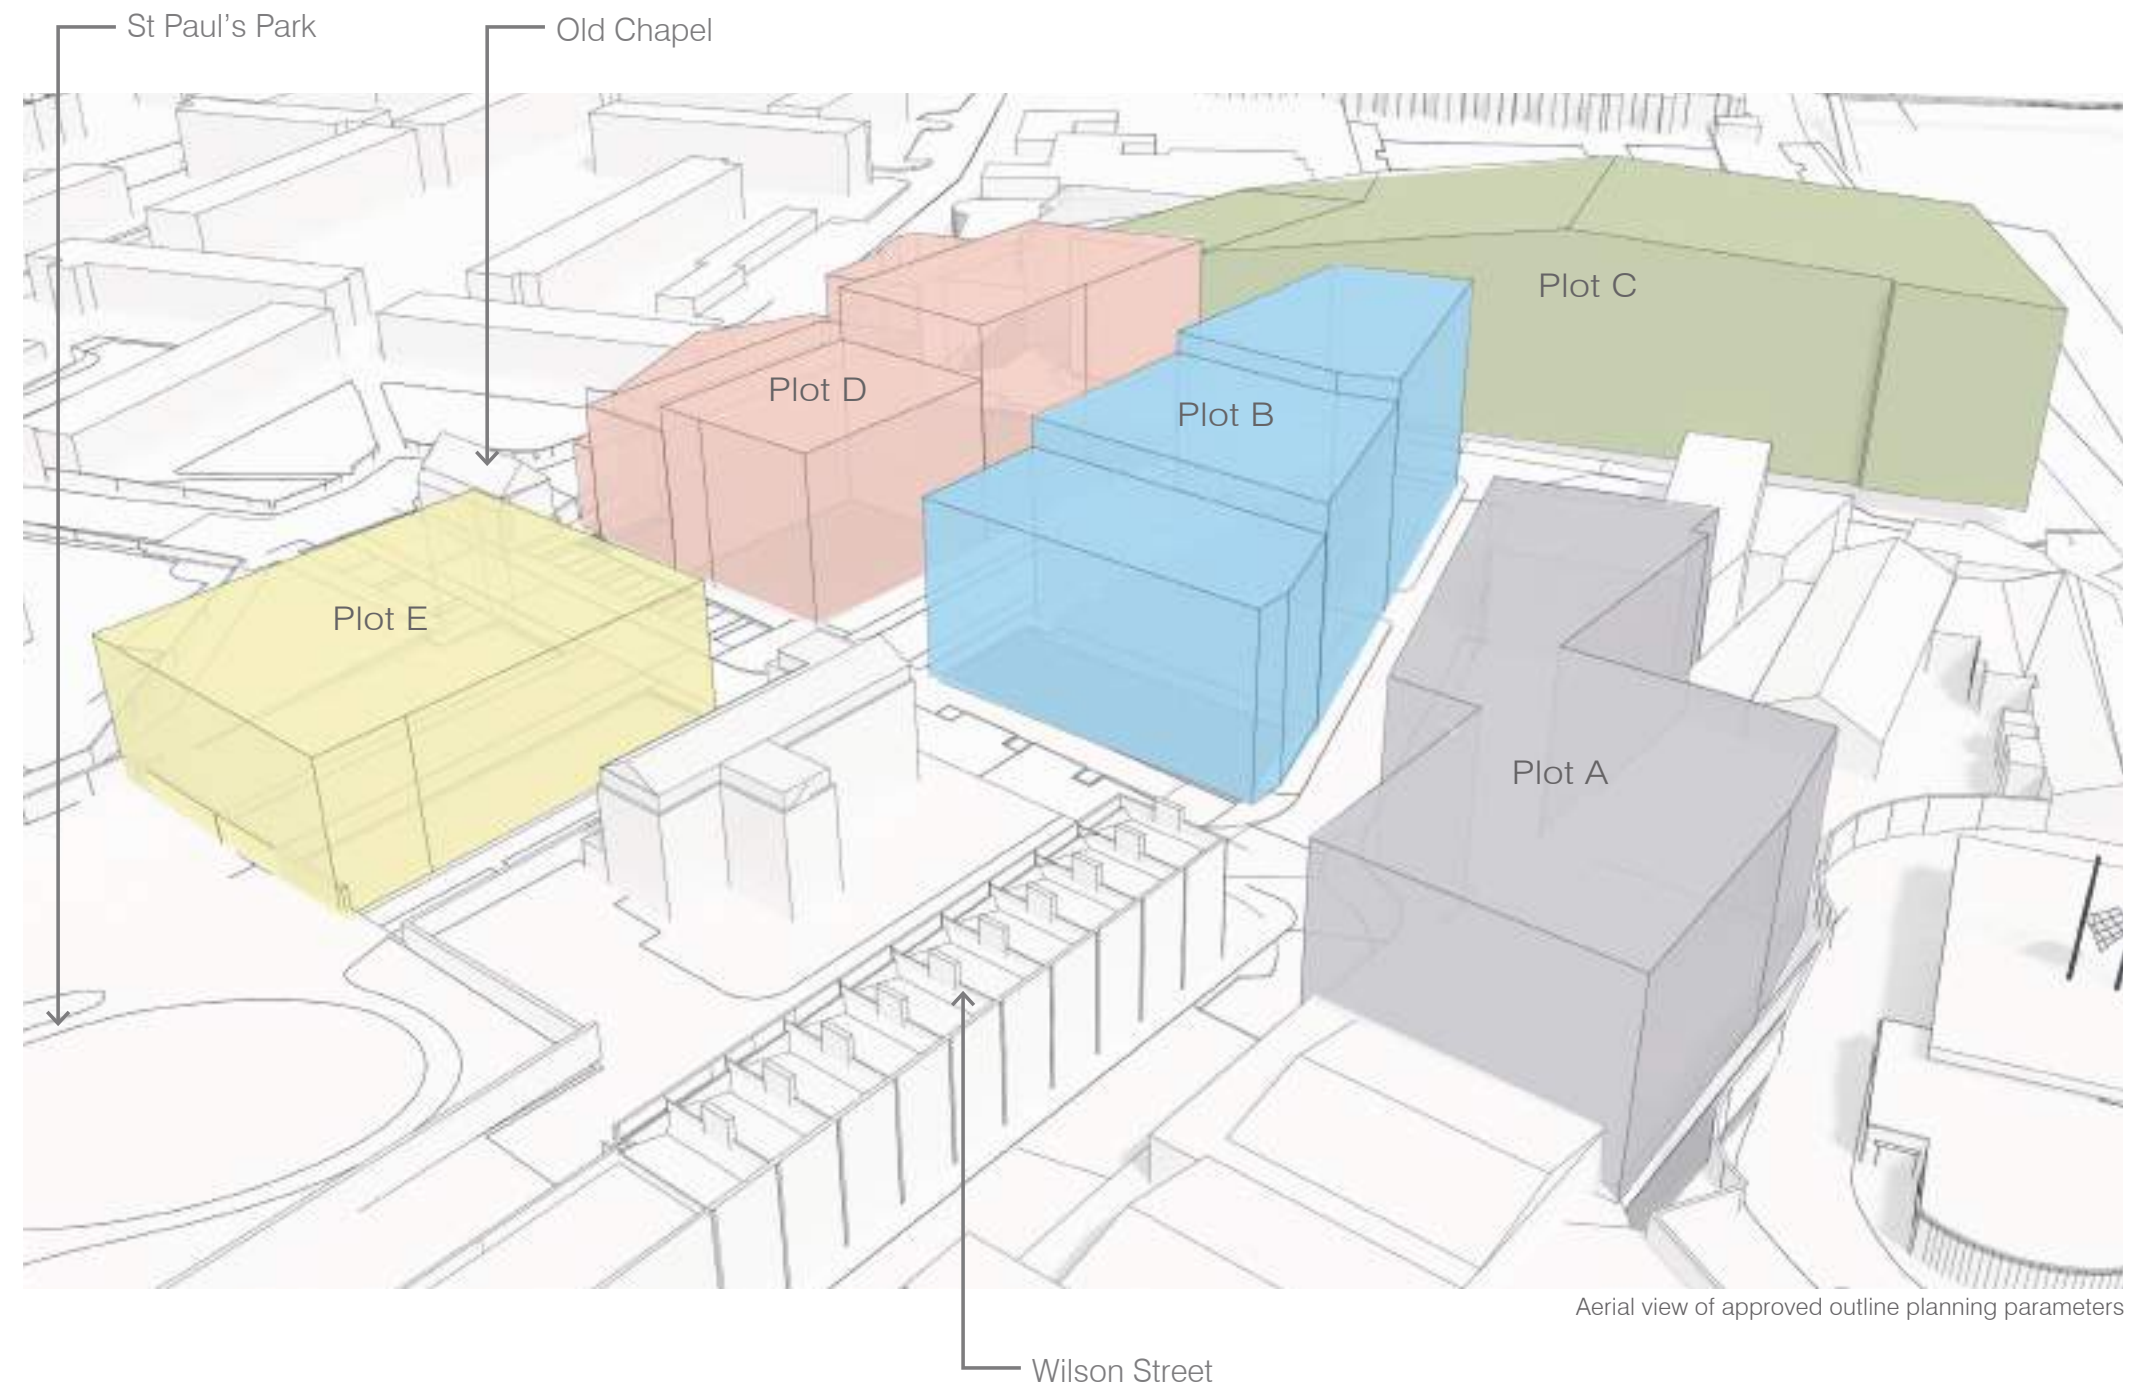 St Paul’s Park
Old Chapel
Plot C
Plot D
Plot B
Plot E
Plot A
Aerial view of approved outline planning parameters
Wilson Street